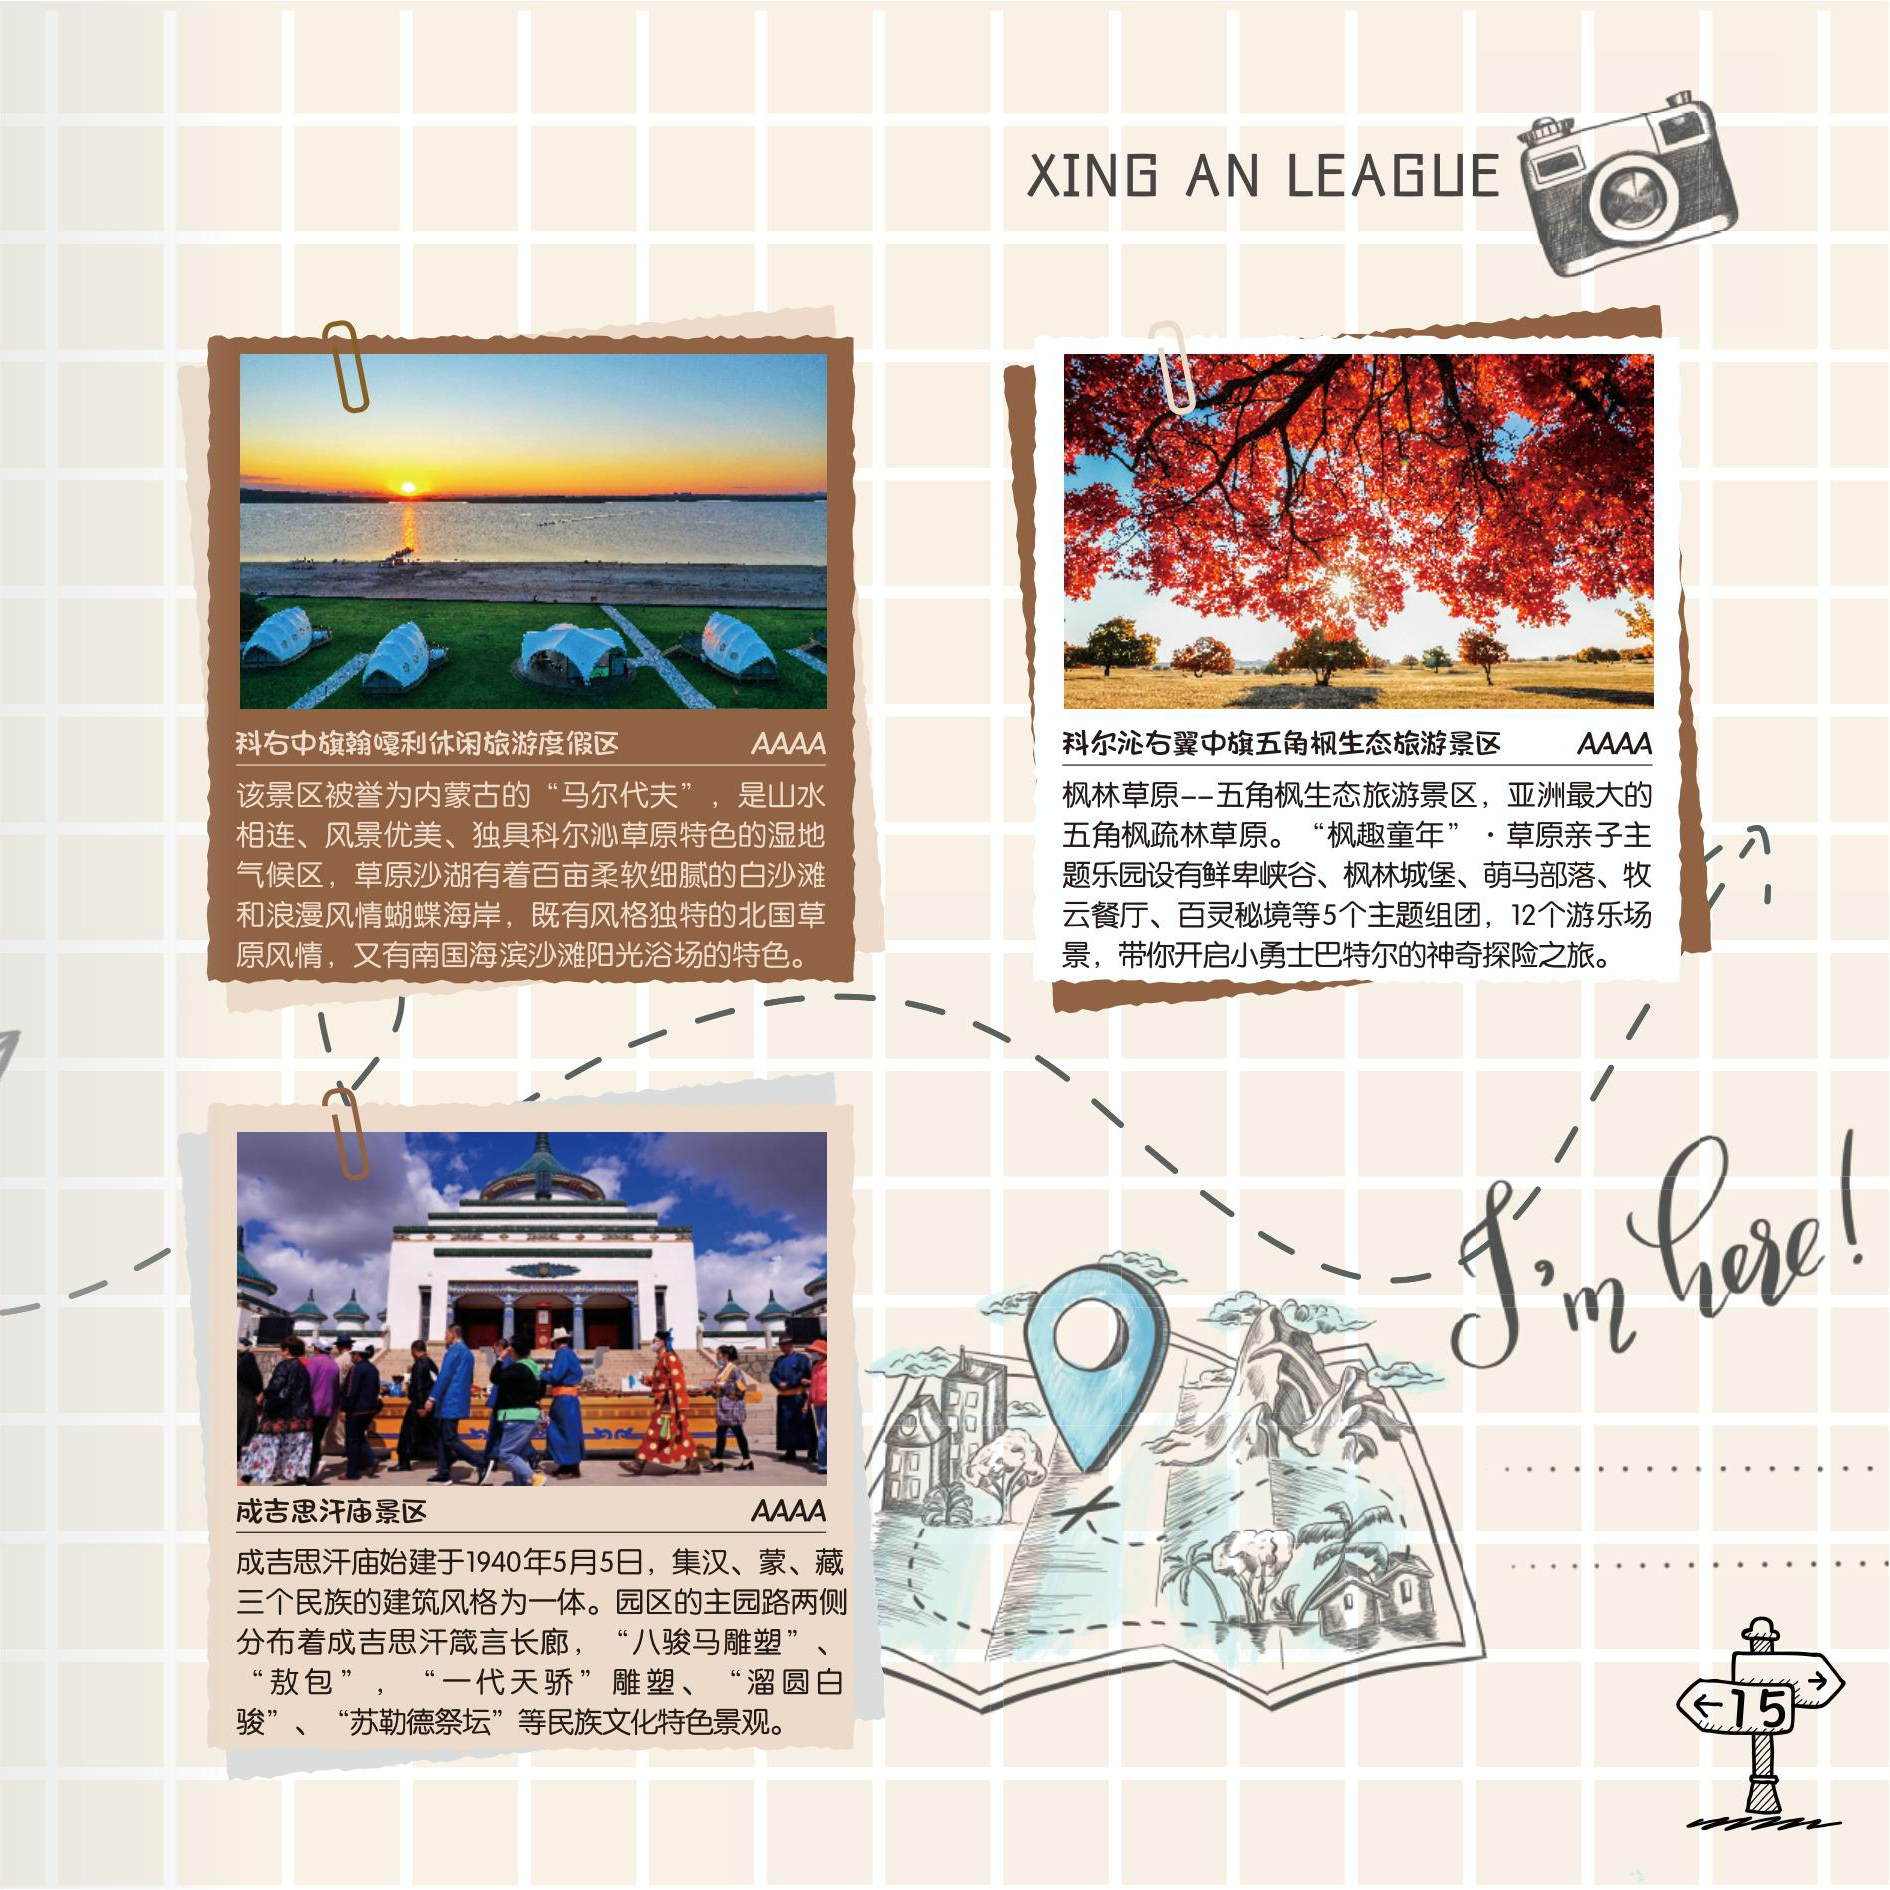 XING AN LEAGUE
科右中旗翰嘎利休闲旅游度假区 AAAA
该景区被誉为内蒙古的“马尔代夫”，是山水
相连、风景优美、独具科尔沁草原特色的湿地
气候区，草原沙湖有着百亩柔软细腻的白沙滩
和浪漫风情蝴蝶海岸，既有风格独特的北国草
原风情，又有南国海滨沙滩阳光浴场的特色。
科尔沁右翼中旗五角枫生态旅游景区 AAAA
枫林草原--五角枫生态旅游景区，亚洲最大的
五角枫疏林草原。“枫趣童年”·草原亲子主
题乐园设有鲜卑峡谷、枫林城堡、萌马部落、牧
云餐厅、百灵秘境等5个主题组团，12个游乐场
景，带你开启小勇士巴特尔的神奇探险之旅。
成吉思汗庙景区 AAAA
成吉思汗庙始建于1940年5月5日，集汉、蒙、藏
三个民族的建筑风格为一体。园区的主园路两侧
分布着成吉思汗箴言长廊，“八骏马雕塑”、
“敖包”，“一代天骄”雕塑、“溜圆白
骏”、“苏勒德祭坛”等民族文化特色景观。
I'm here!
15